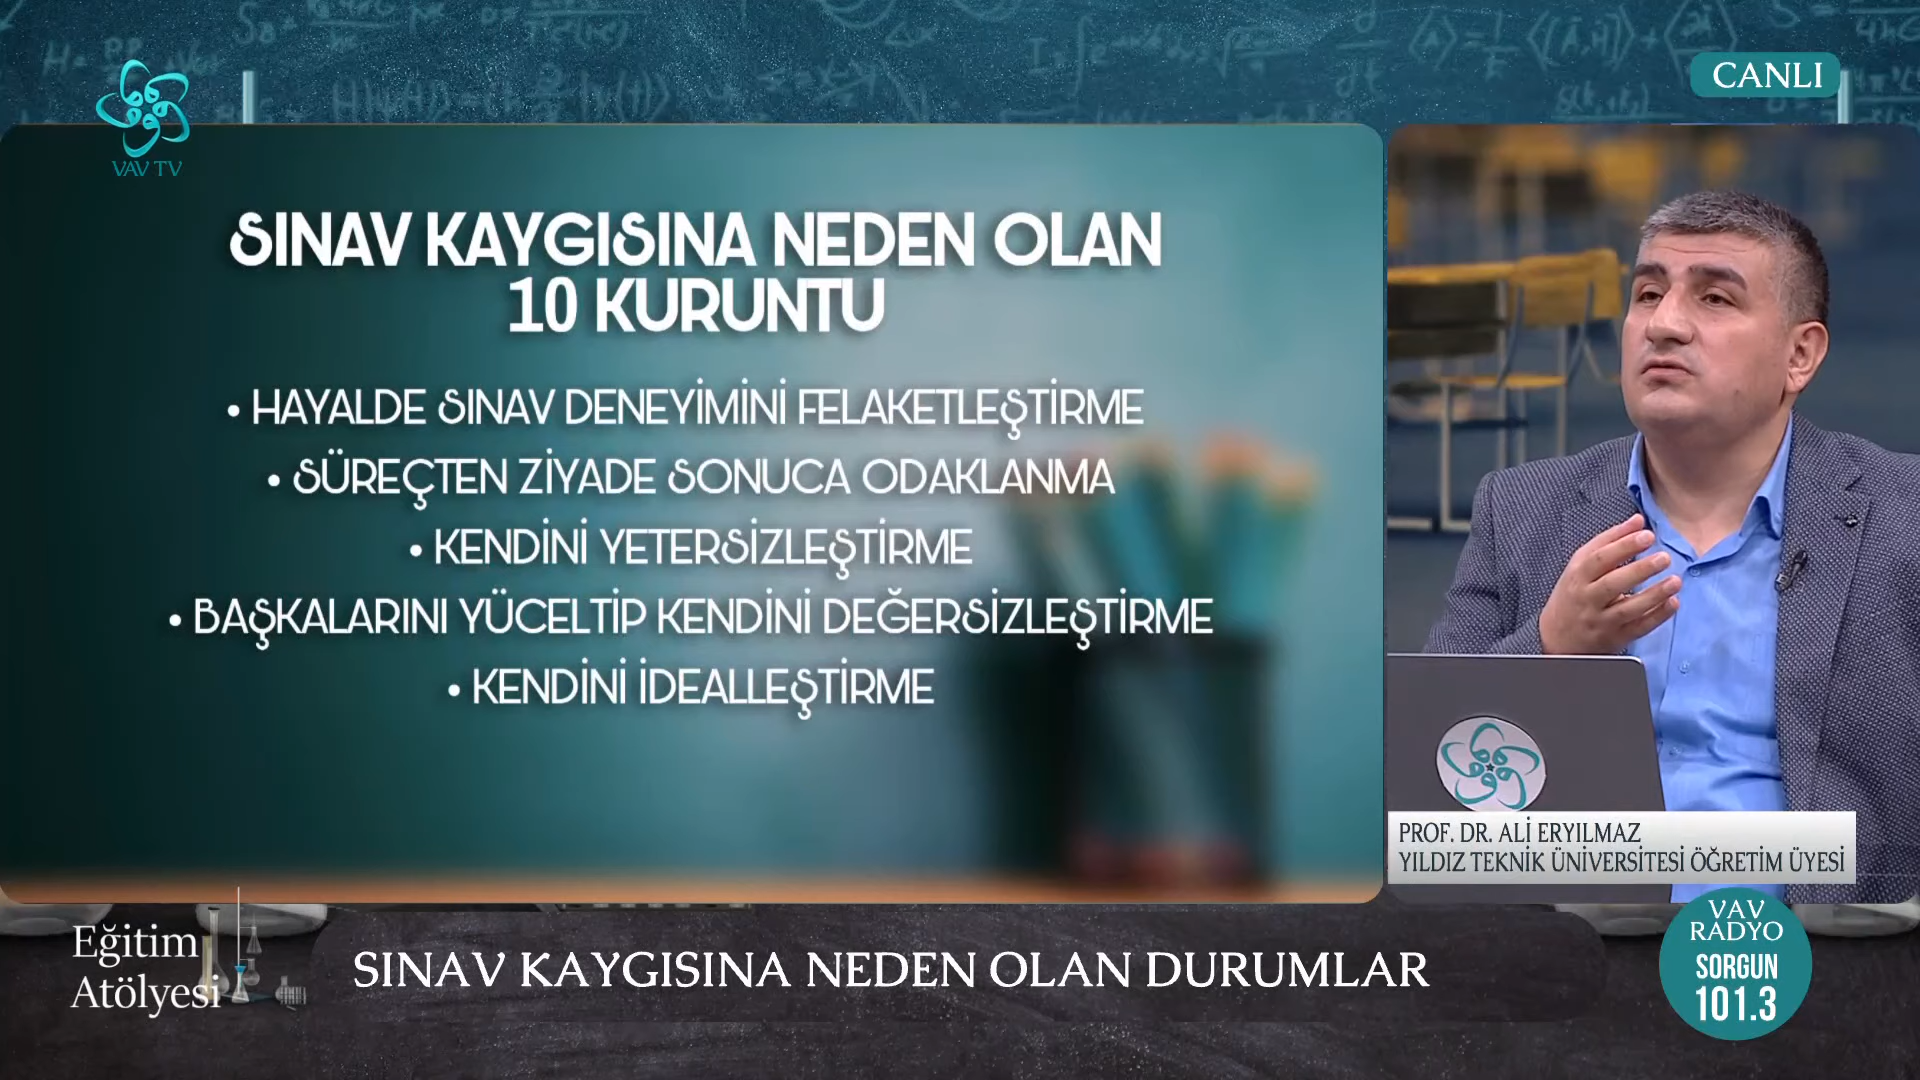 CANLI
VAV TV
SINAV KAYGISINA NEDEN OLAN
10 KURUNTU
• HAYALDE SINAV DENEYİMİNİ FELAKETLEŞTİRME
• SÜREÇTEN ZİYADE SONUCA ODAKLANMA
• KENDİNİ YETERSİZLEŞTİRME
• BAŞKALARINI YÜCELTİP KENDİNİ DEĞERSİZLEŞTİRME
• KENDİNİ İDEALLEŞTİRME
PROF. DR. ALİ ERYILMAZ
YILDIZ TEKNİK ÜNİVERSİTESİ ÖĞRETİM ÜYESİ
Eğitim
Atölyesi
SINAV KAYGISINA NEDEN OLAN DURUMLAR
VAV
RADYO
SORGUN
101.3